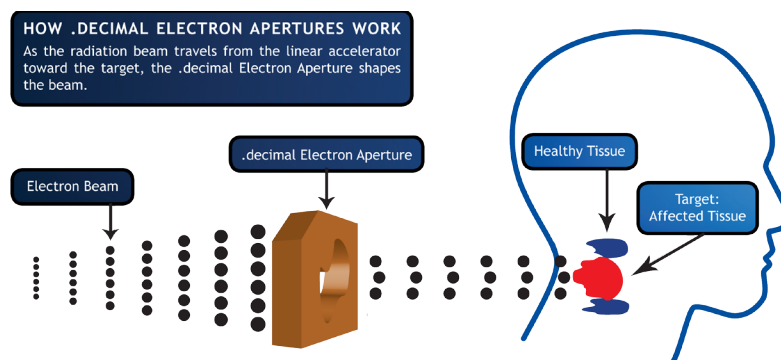 HOW .DECIMAL ELECTRON APERTURES WORK
As the radiation beam travels from the linear accelerator
toward the target, the .decimal Electron Aperture shapes
the beam.
.decimal Electron Aperture
Healthy Tissue
Electron Beam
Target:
Affected Tissue